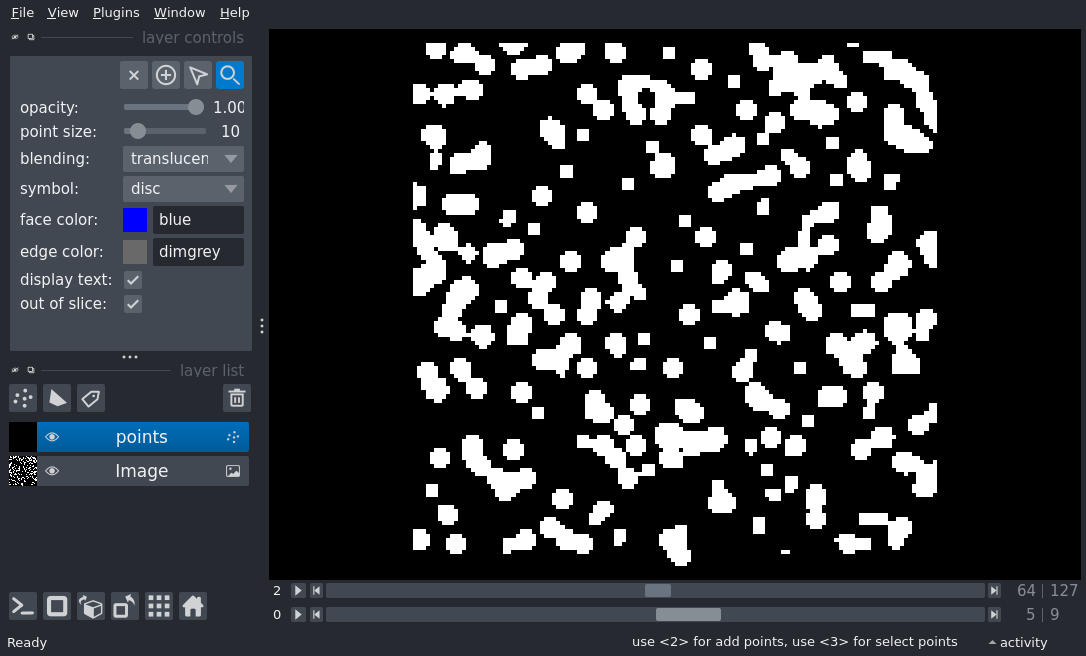 File View Plugins Window Help
layer controls
opacity: 1.00
point size: 10
blending: translucen
symbol: disc
face color: blue
edge color: dimgrey
display text:
out of slice:
layer list
points
Image
2 64 | 127
0 5 | 9
Ready use <2> for add points, use <3> for select points activity